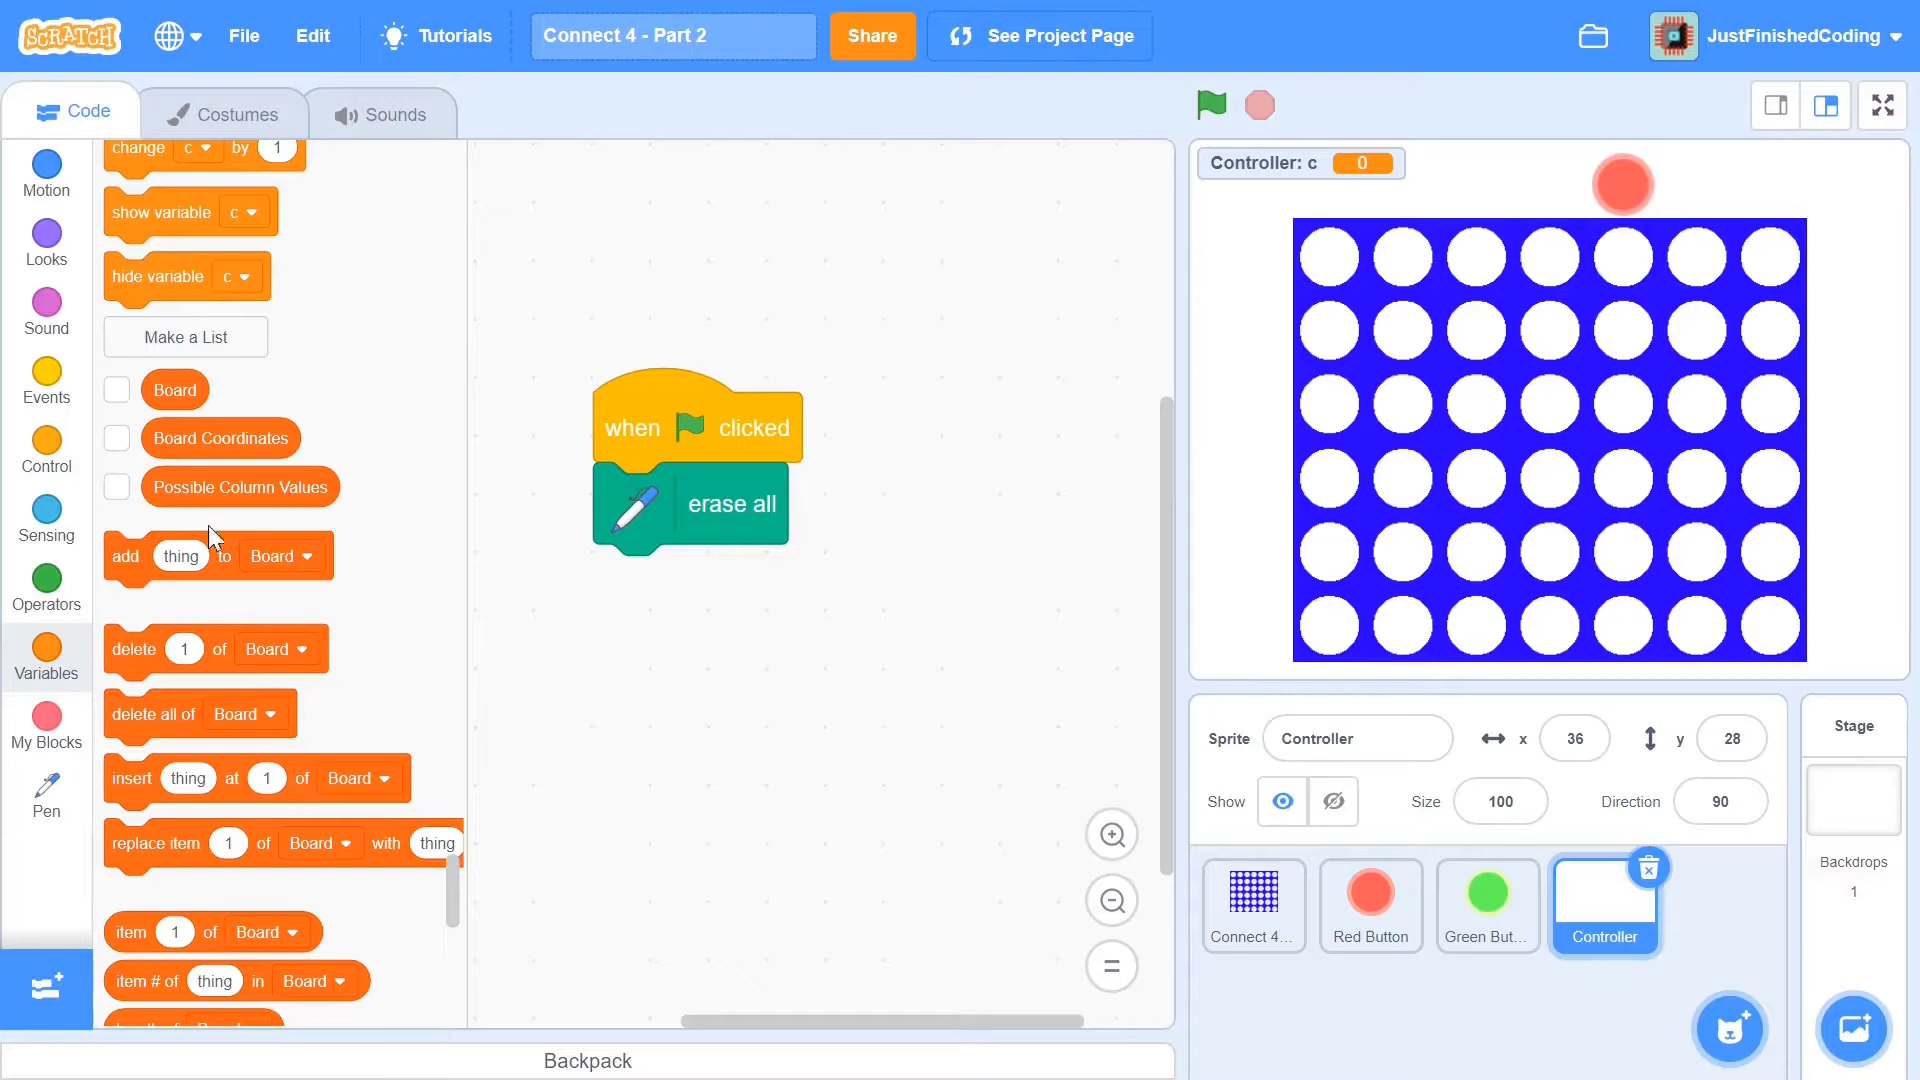 SCRATCH File Edit Tutorials Connect 4 - Part 2 Share See Project Page JustFinishedCoding
Code Costumes Sounds
Motion
Looks
Sound
Events
Control
Sensing
Operators
Variables
My Blocks
Pen
change c by 1
show variable c
hide variable c
Make a List
Board
Board Coordinates
Possible Column Values
add thing to Board
delete 1 of Board
delete all of Board
insert thing at 1 of Board
replace item 1 of Board with thing
item 1 of Board
item # of thing in Board
when clicked
erase all
Controller: c 0
Sprite Controller x 36 y 28
Show Size 100 Direction 90
Connect 4... Red Button Green But... Controller
Stage
Backdrops
1
Backpack